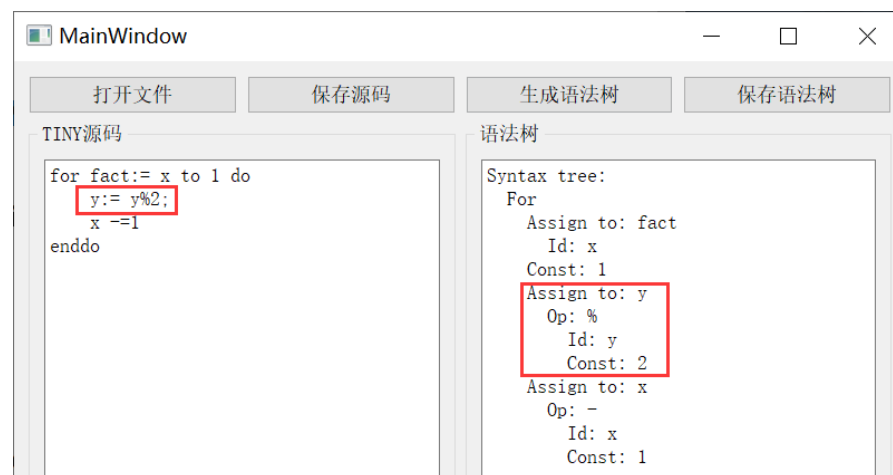 MainWindow
打开文件 保存源码 生成语法树 保存语法树
TINY源码
for fact:= x to 1 do
y:= y%2;
x -=1
enddo
语法树
Syntax tree:
For
Assign to: fact
Id: x
Const: 1
Assign to: y
Op: %
Id: y
Const: 2
Assign to: x
Op: -
Id: x
Const: 1